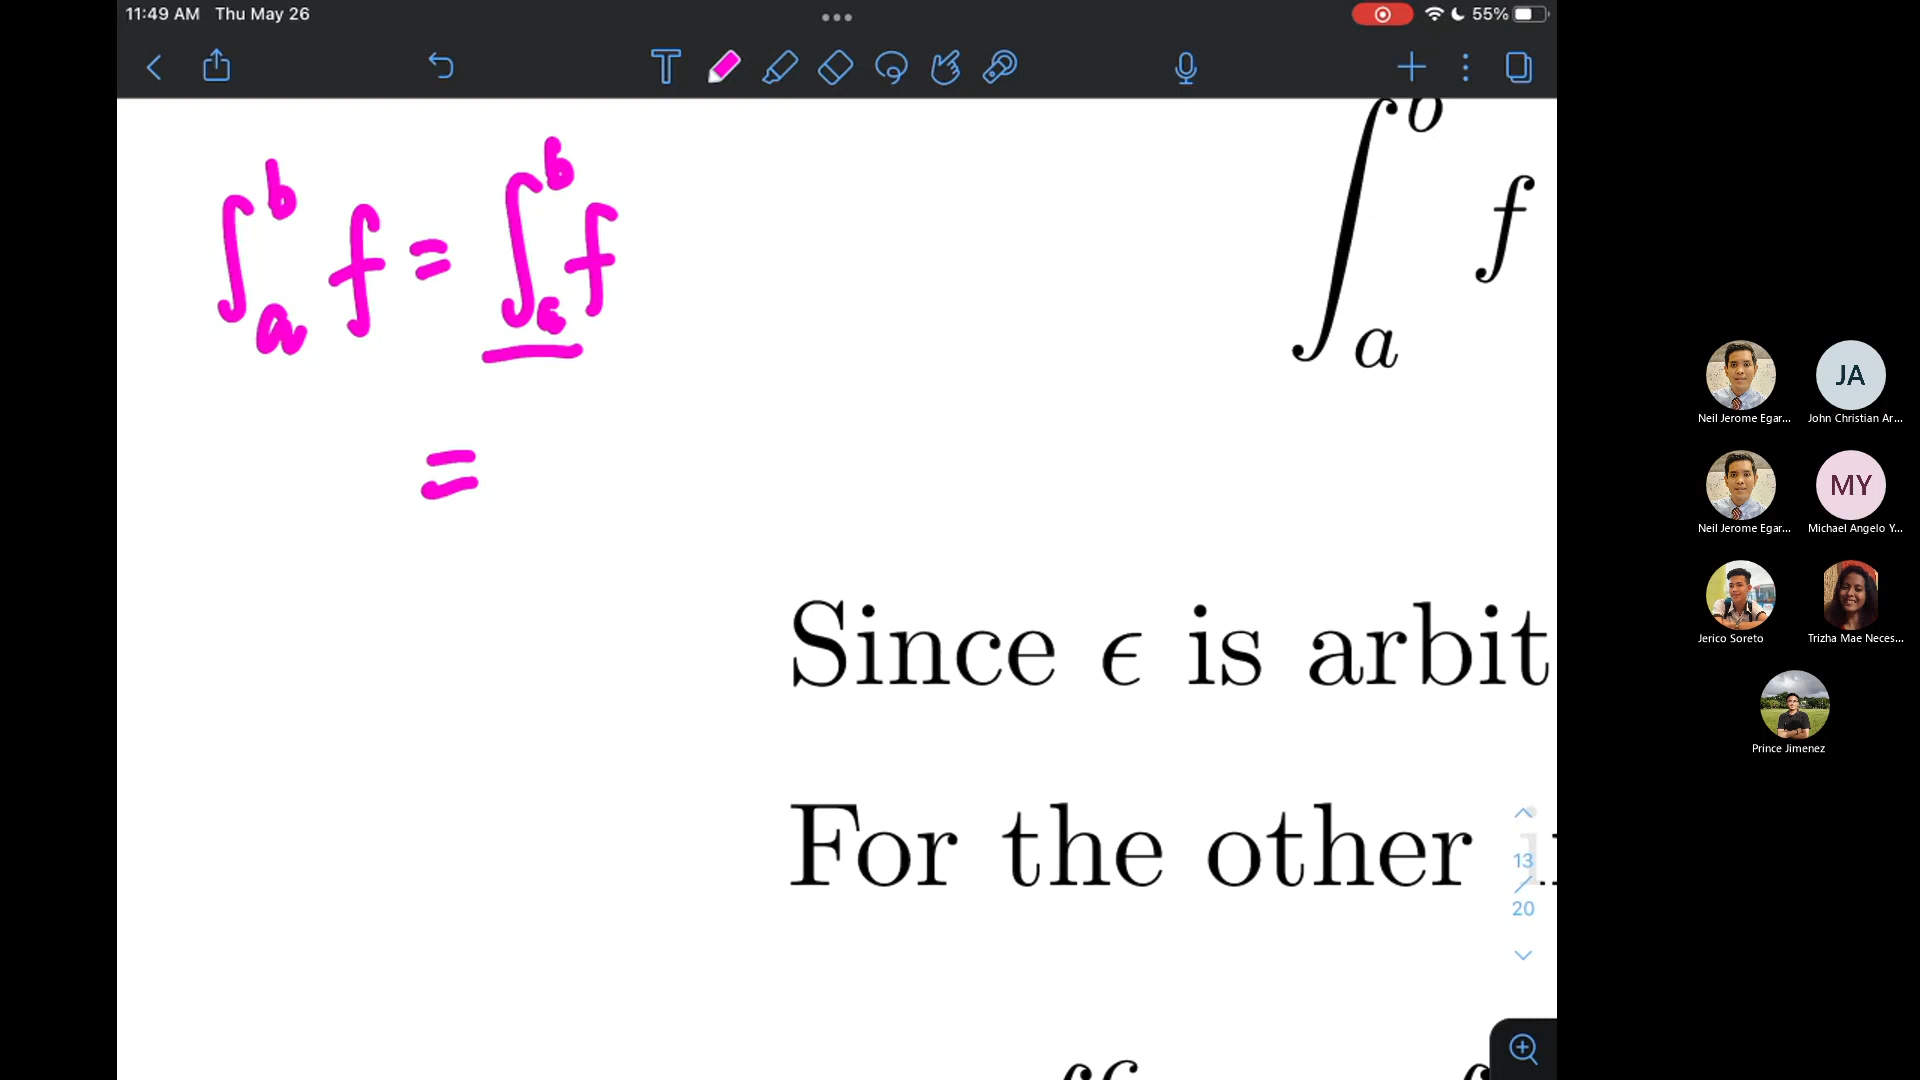 11:49 AM Thu May 26
55%
T
∫_a^b f = ∫_a^b f
=
∫_a^b f
Since ϵ is arbit
For the other i
13
20
JA
Neil Jerome Egar...
John Christian Ar...
MY
Neil Jerome Egar...
Michael Angelo Y...
Jerico Soreto
Trizha Mae Neces...
Prince Jimenez